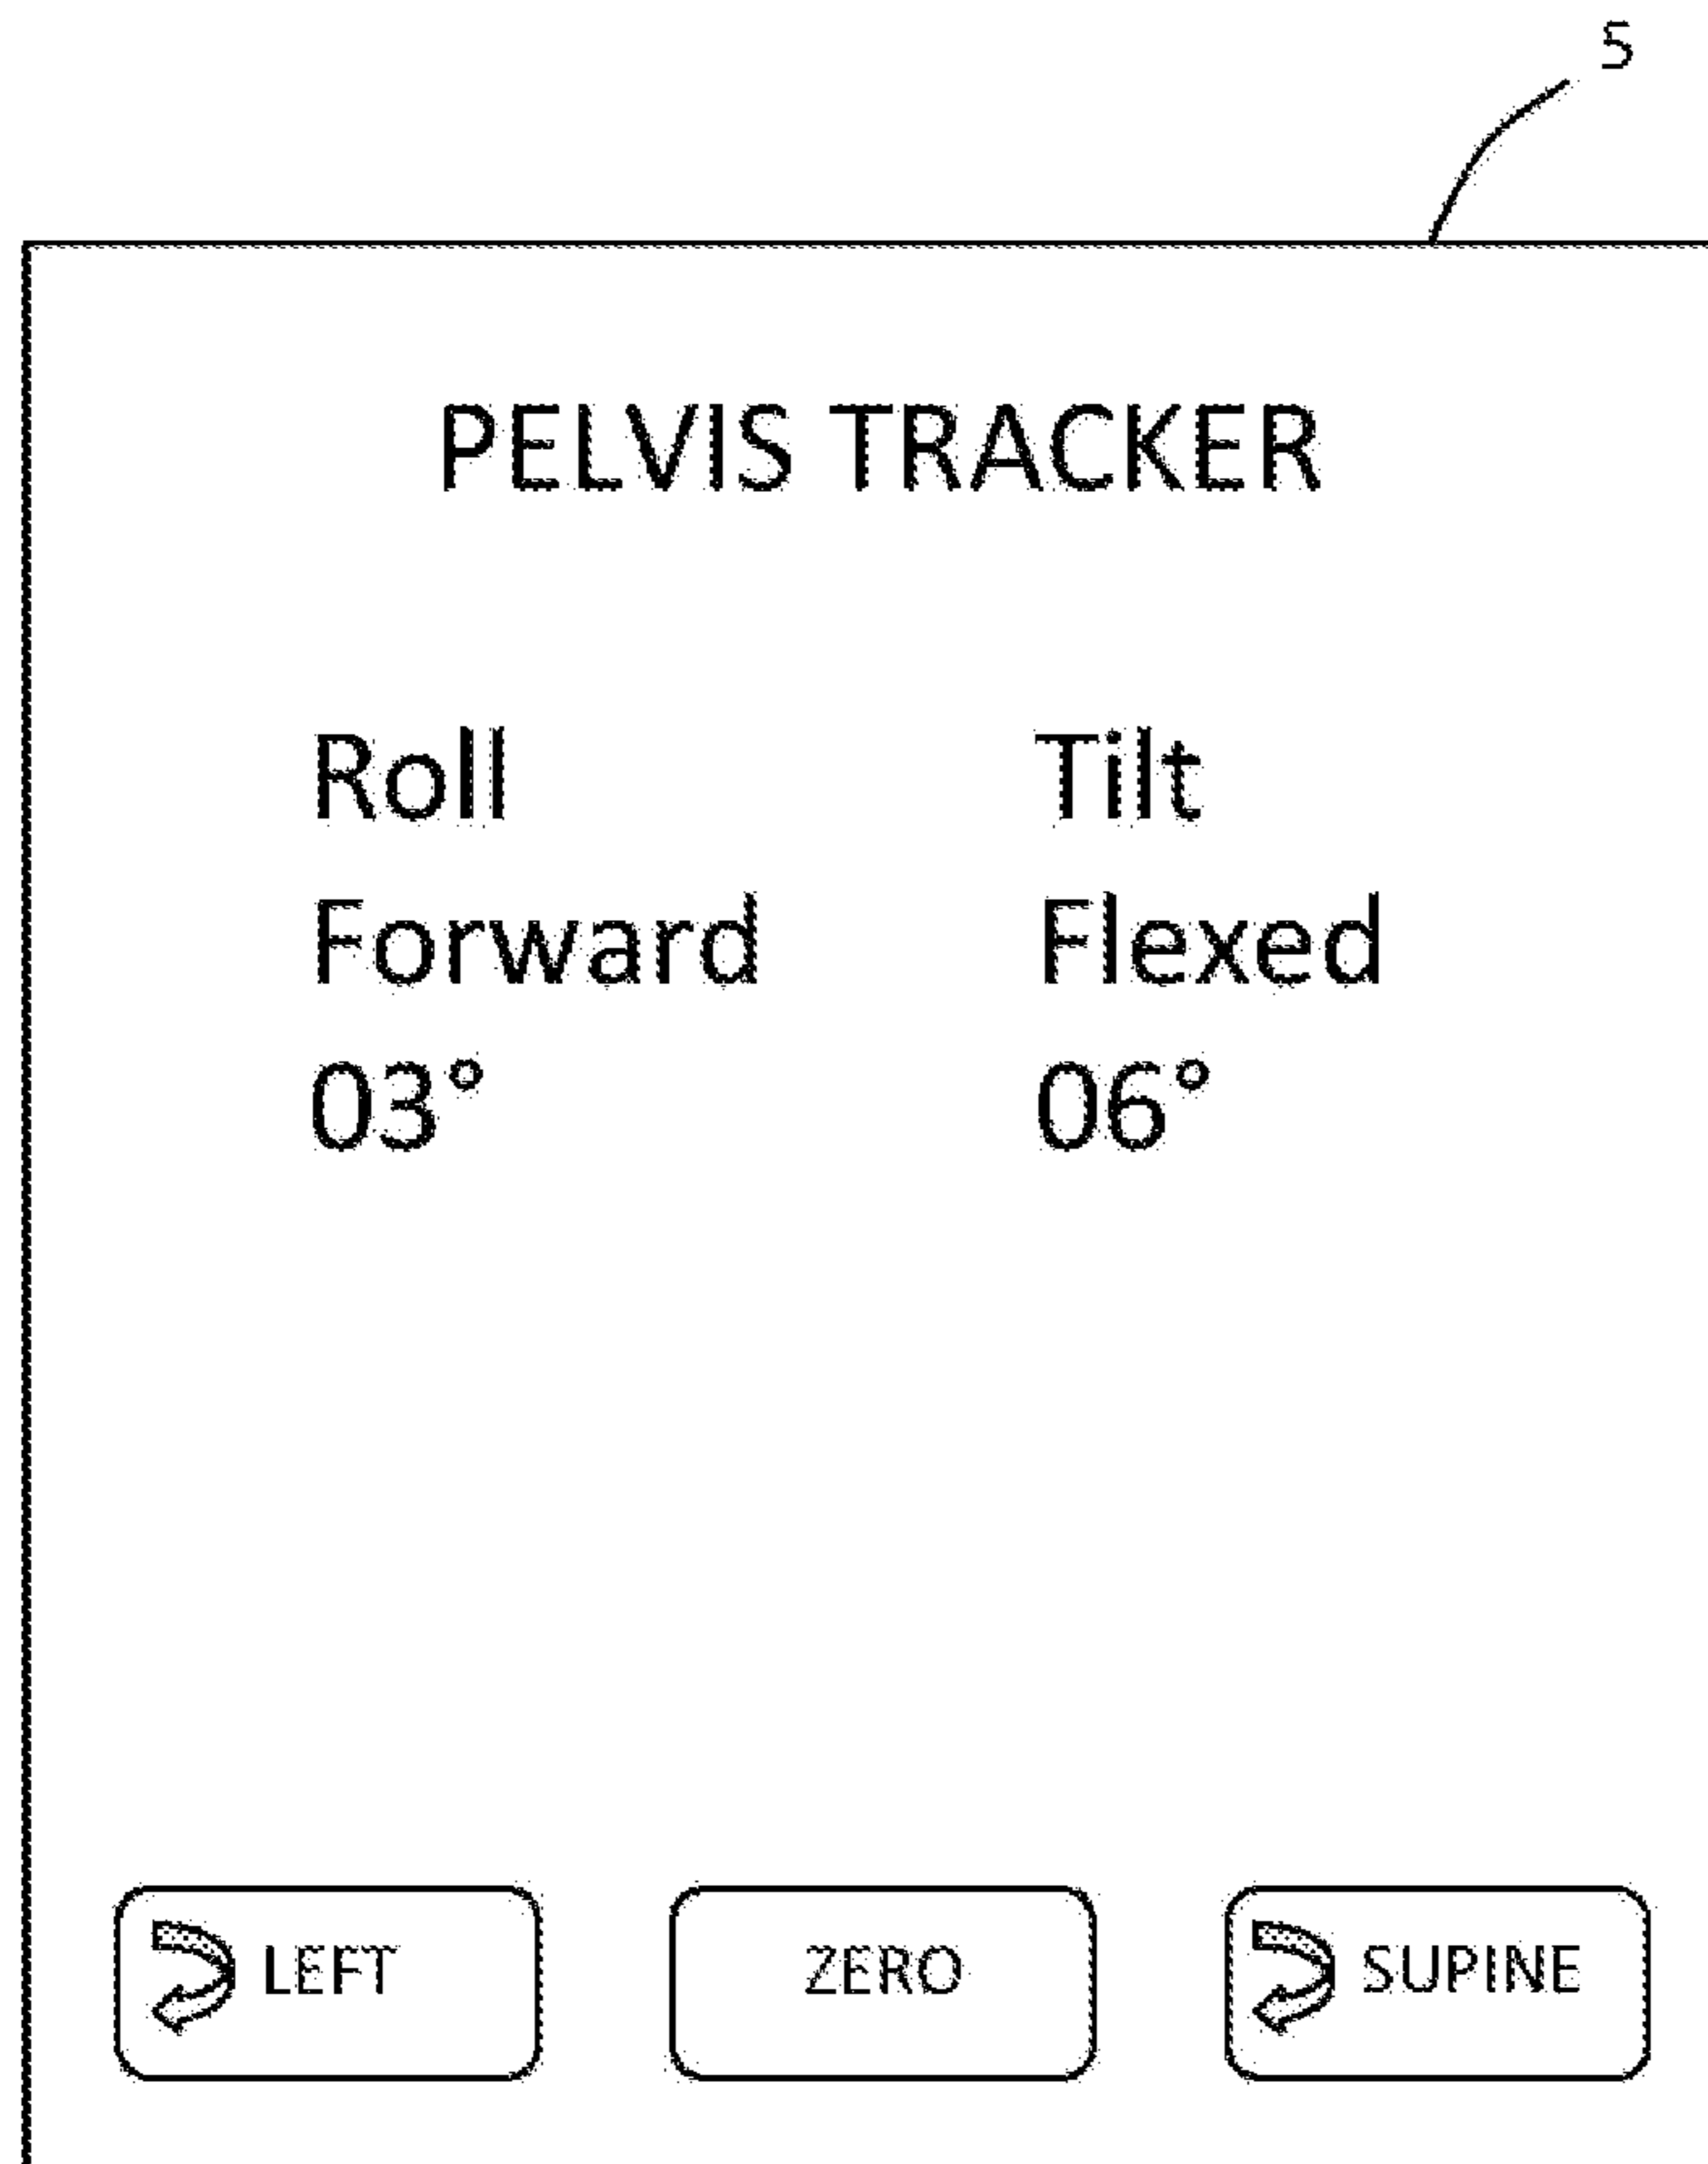 5
PELVIS TRACKER
Roll Tilt
Forward Flexed
03° 06°
LEFT ZERO SUPINE